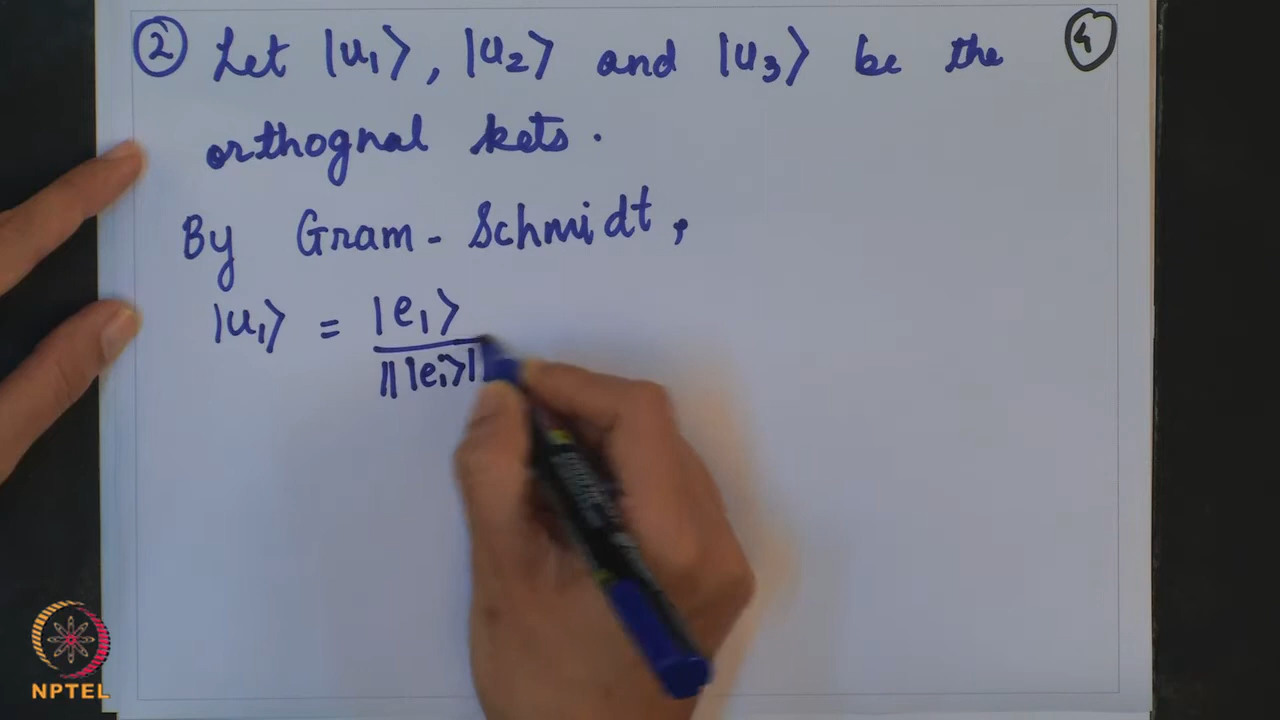 ② Let |u₁⟩, |u₂⟩ and |u₃⟩ be the ④
orthognal kets.
By Gram-Schmidt,
|u₁⟩ = |e₁⟩
|| |e₁⟩|
NPTEL